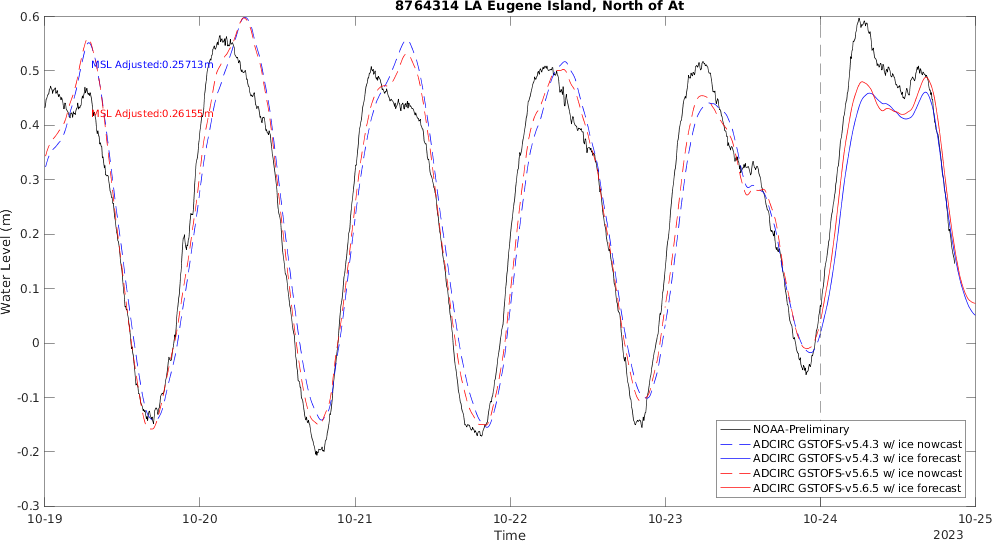 8764314 LA Eugene Island, North of At
0.6
0.5
0.4
0.3
0.2
0.1
0
-0.1
-0.2
-0.3
Water Level (m)
MSL Adjusted:0.25713m
MSL Adjusted:0.26155m
NOAA-Preliminary
ADCIRC GSTOFS-v5.4.3 w/ ice nowcast
ADCIRC GSTOFS-v5.4.3 w/ ice forecast
ADCIRC GSTOFS-v5.6.5 w/ ice nowcast
ADCIRC GSTOFS-v5.6.5 w/ ice forecast
10-19 10-20 10-21 10-22 10-23 10-24 10-25
Time
2023